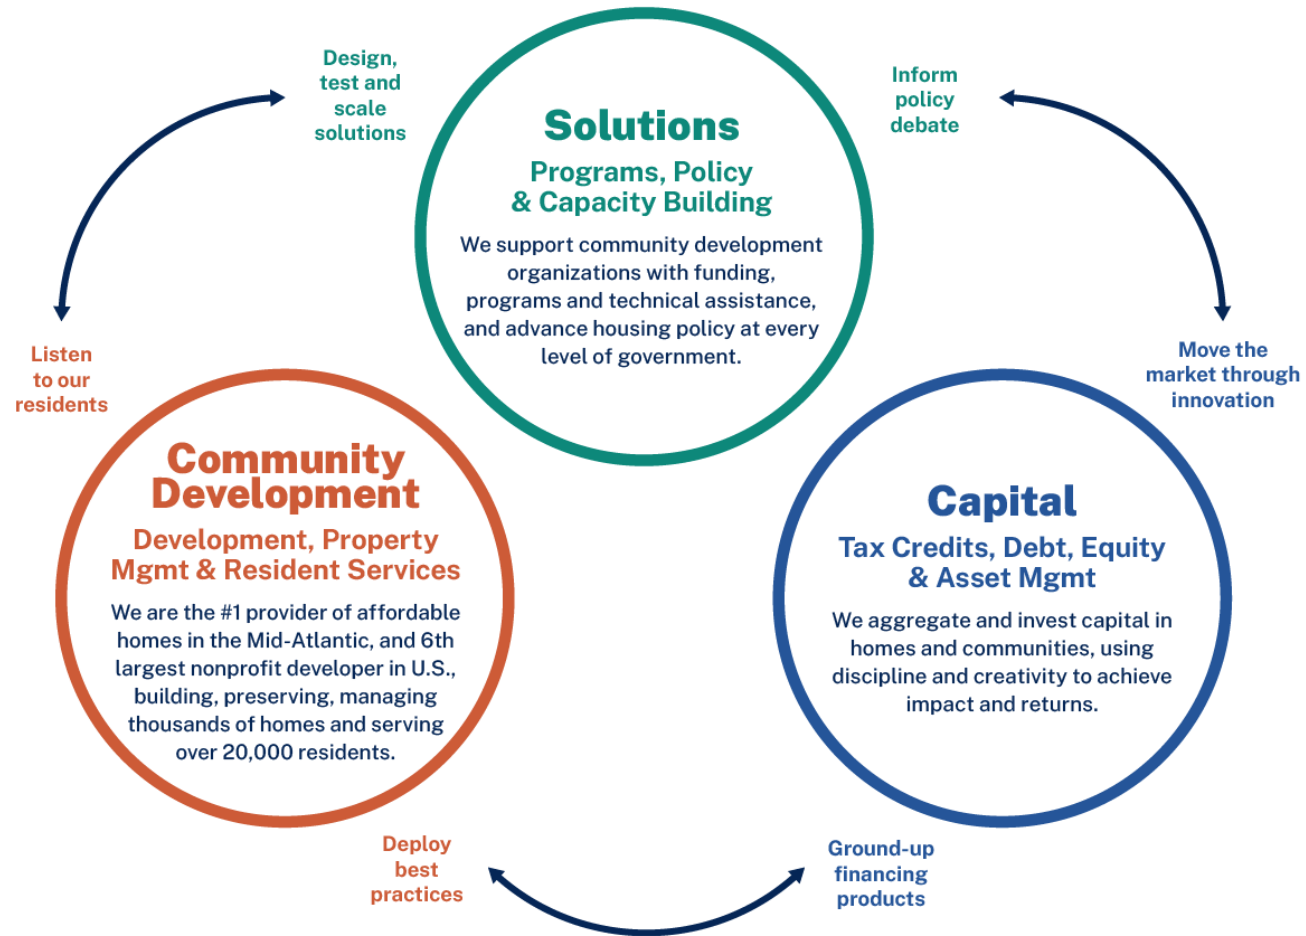 Design,
test and
scale
solutions
Inform
policy
debate
Solutions
Programs, Policy
& Capacity Building
We support community development
organizations with funding,
programs and technical assistance,
and advance housing policy at every
level of government.
Listen
to our
residents
Move the
market through
innovation
Community
Development
Development, Property
Mgmt & Resident Services
We are the #1 provider of affordable
homes in the Mid-Atlantic, and 6th
largest nonprofit developer in U.S.,
building, preserving, managing
thousands of homes and serving
over 20,000 residents.
Capital
Tax Credits, Debt, Equity
& Asset Mgmt
We aggregate and invest capital in
homes and communities, using
discipline and creativity to achieve
impact and returns.
Deploy
best
practices
Ground-up
financing
products